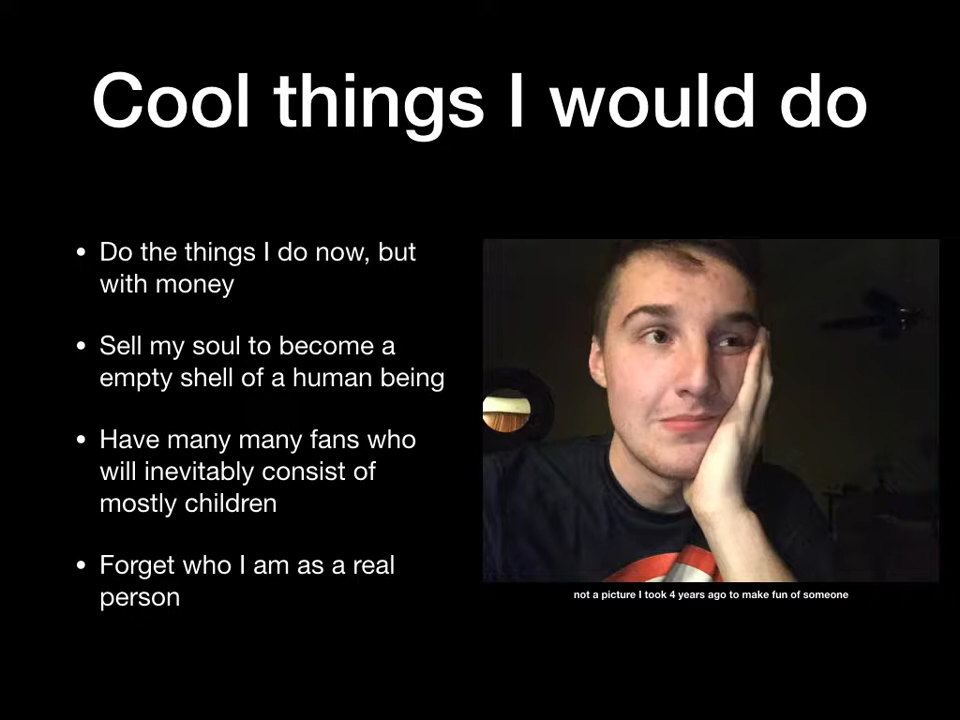 Cool things I would do
• Do the things I do now, but
with money
• Sell my soul to become a
empty shell of a human being
• Have many many fans who
will inevitably consist of
mostly children
• Forget who I am as a real
person
not a picture I took 4 years ago to make fun of someone